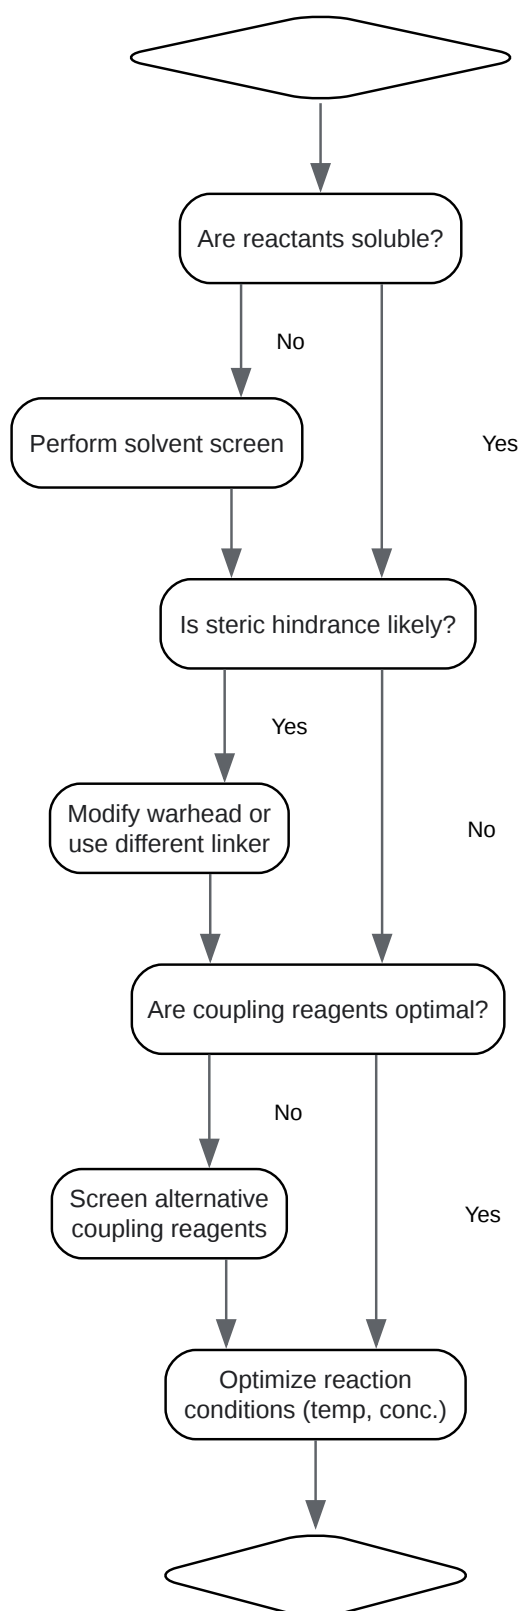 Are reactants soluble?
No
Perform solvent screen
Yes
Is steric hindrance likely?
Yes
Modify warhead or
use different linker
No
Are coupling reagents optimal?
No
Screen alternative
coupling reagents
Yes
Optimize reaction
conditions (temp, conc.)